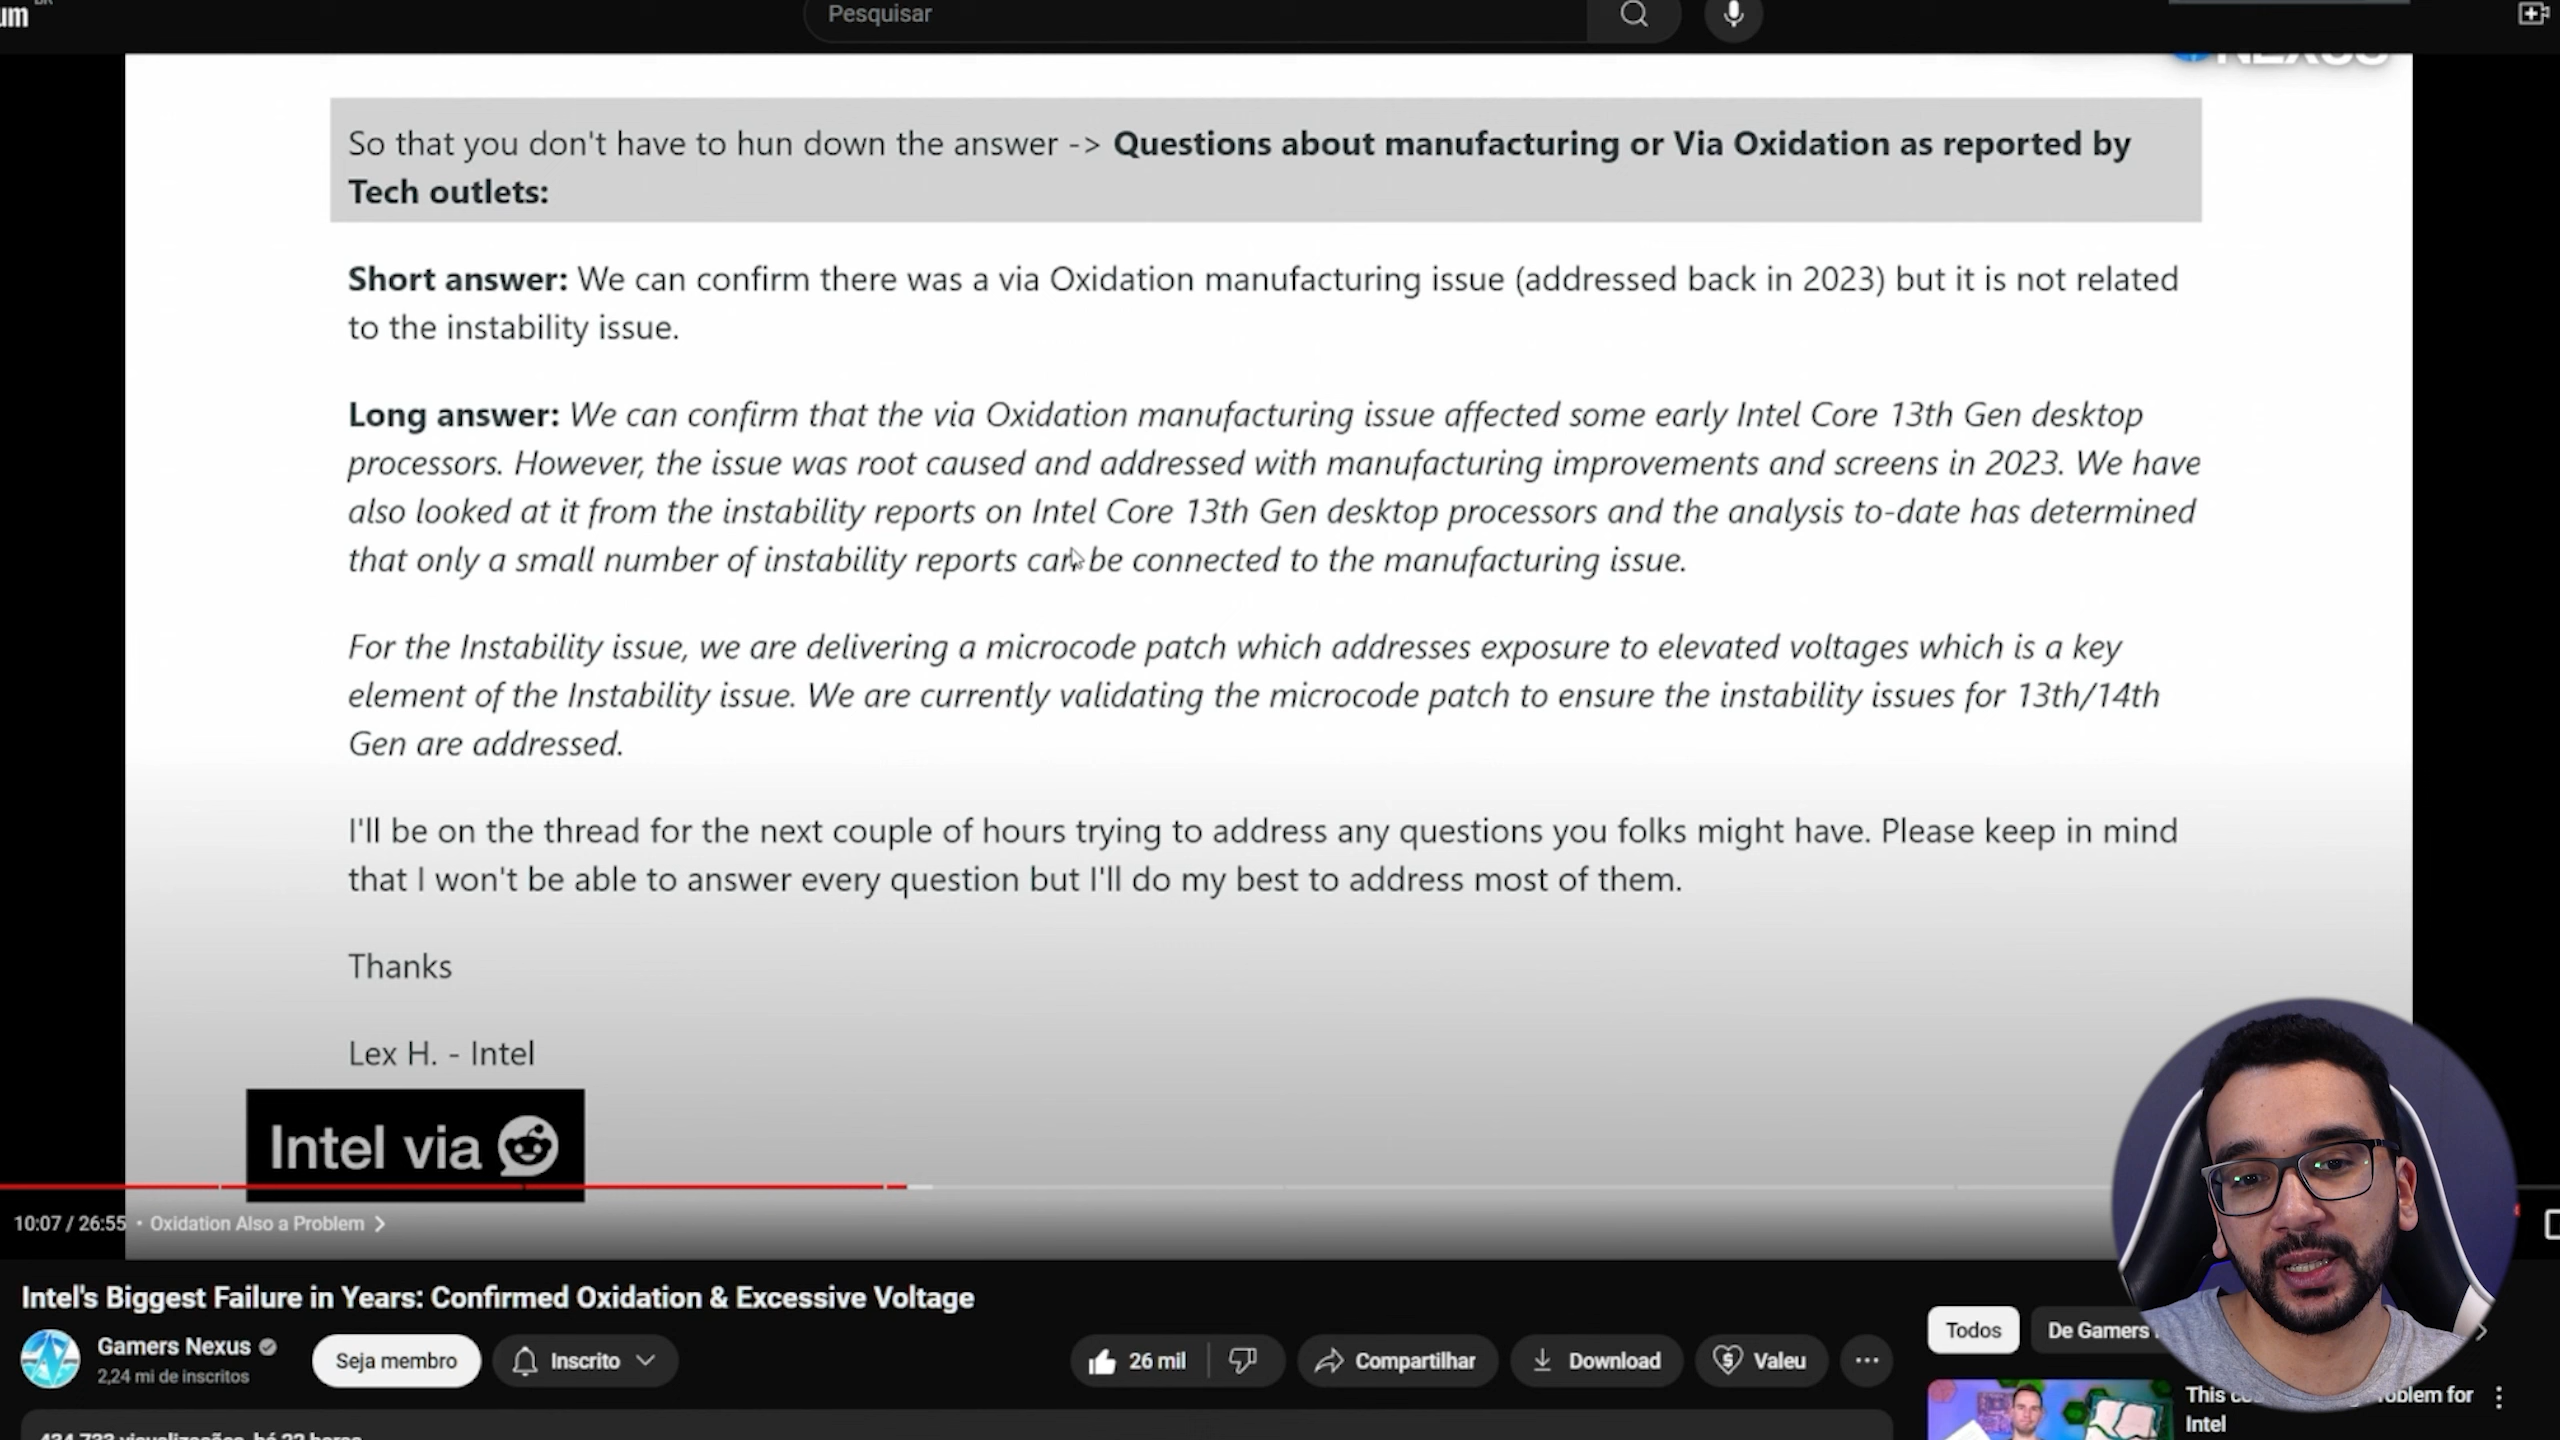 Pesquisar
NEXUS
So that you don't have to hun down the answer -> Questions about manufacturing or Via Oxidation as reported by
Tech outlets:
Short answer: We can confirm there was a via Oxidation manufacturing issue (addressed back in 2023) but it is not related
to the instability issue.
Long answer: We can confirm that the via Oxidation manufacturing issue affected some early Intel Core 13th Gen desktop
processors. However, the issue was root caused and addressed with manufacturing improvements and screens in 2023. We have
also looked at it from the instability reports on Intel Core 13th Gen desktop processors and the analysis to-date has determined
that only a small number of instability reports can be connected to the manufacturing issue.
For the Instability issue, we are delivering a microcode patch which addresses exposure to elevated voltages which is a key
element of the Instability issue. We are currently validating the microcode patch to ensure the instability issues for 13th/14th
Gen are addressed.
I'll be on the thread for the next couple of hours trying to address any questions you folks might have. Please keep in mind
that I won't be able to answer every question but I'll do my best to address most of them.
Thanks
Lex H. - Intel
Intel via
10:07 / 26:55 • Oxidation Also a Problem
Intel's Biggest Failure in Years: Confirmed Oxidation & Excessive Voltage
Gamers Nexus
2,24 mi de inscritos
Seja membro
Inscrito
26 mil
Compartilhar
Download
Valeu
Todos
De Gamers
This for
Intel